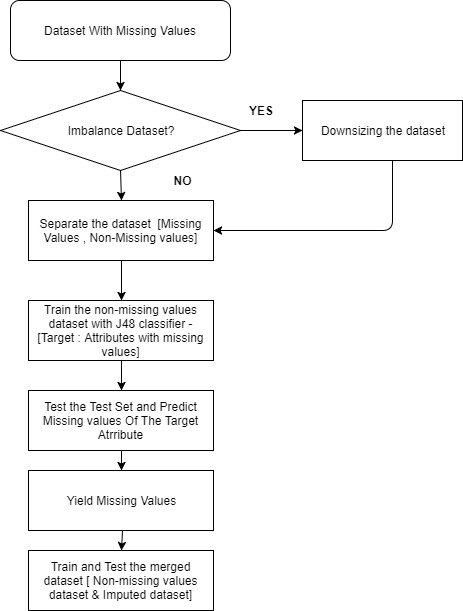 Dataset With Missing Values
YES
Imbalance Dataset?
Downsizing the dataset
NO
Separate the dataset [Missing
Values , Non-Missing values]
Train the non-missing values
dataset with J48 classifier -
[Target : Attributes with missing
values]
Test the Test Set and Predict
Missing values Of The Target
Atrribute
Yield Missing Values
Train and Test the merged
dataset [ Non-missing values
dataset & Imputed dataset]